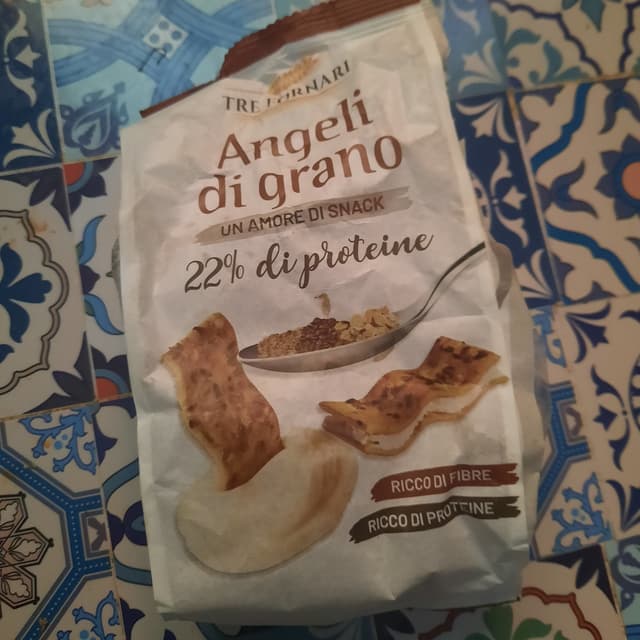 TRE FORNARI
Angeli
di grano
UN AMORE DI SNACK
22% di proteine
RICCO DI FIBRE
RICCO DI PROTEINE